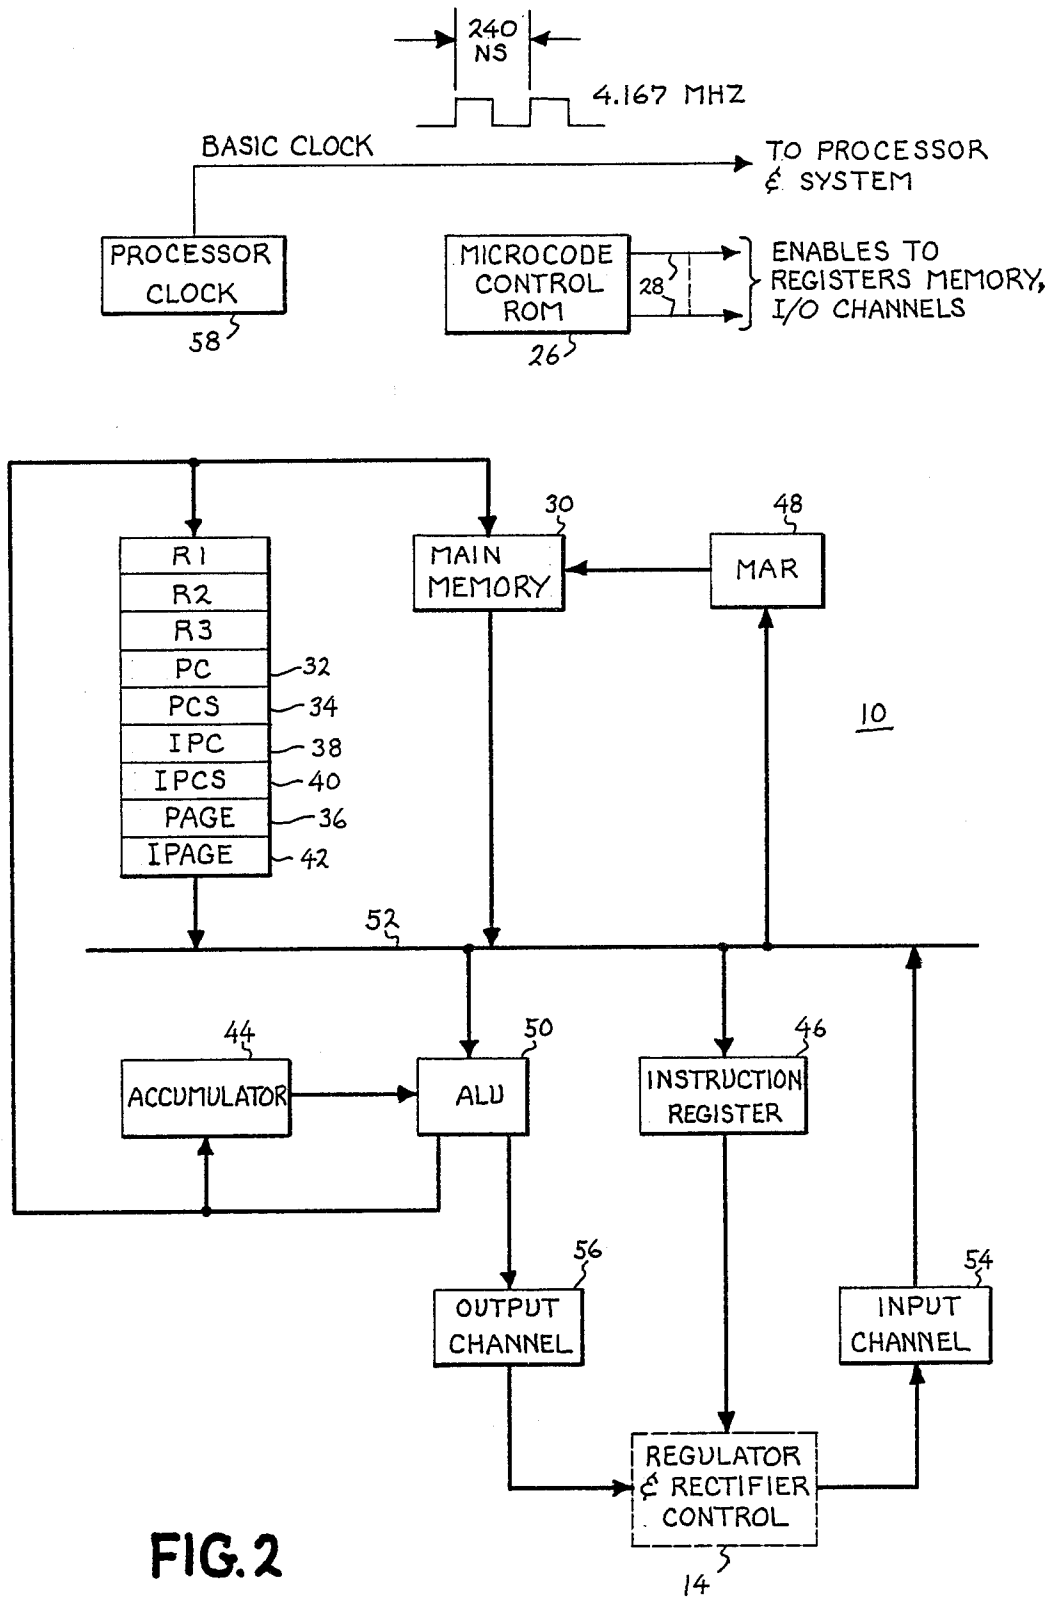 240
NS
4.167 MHZ
BASIC CLOCK
TO PROCESSOR
& SYSTEM
PROCESSOR
CLOCK
58
MICROCODE
CONTROL
ROM
26
28
ENABLES TO
REGISTERS MEMORY,
I/O CHANNELS
R1
R2
R3
PC
32
PCS
34
IPC
38
IPCS
40
PAGE
36
IPAGE
42
30
MAIN
MEMORY
48
MAR
10
52
44
ACCUMULATOR
50
ALU
46
INSTRUCTION
REGISTER
56
OUTPUT
CHANNEL
54
INPUT
CHANNEL
REGULATOR
& RECTIFIER
CONTROL
14
FIG. 2